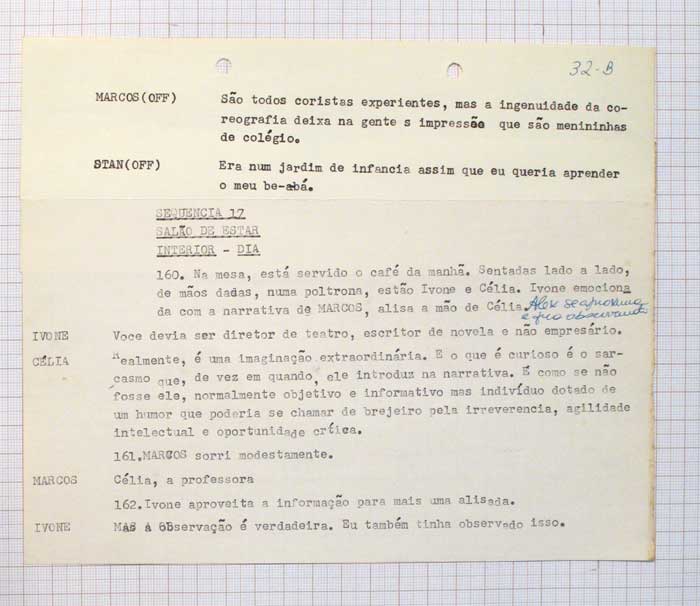 32-B
MARCOS(OFF) São todos coristas experientes, mas a ingenuidade da co-
reografia deixa na gente s impressão que são menininhas
de colégio.
STAN(OFF) Era num jardim de infancia assim que eu queria aprender
o meu be-abá.
SEQUENCIA 17
SALÃO DE ESTAR
INTERIOR - DIA
160. Na mesa, está servido o café da manhã. Sentadas lado a lado,
de mãos dadas, numa poltrona, estão Ivone e Célia. Ivone emociona
da com a narrativa de MARCOS, alisa a mão de Célia. Alex se aproxima
e fica observando
IVONE Voce devia ser diretor de teatro, escritor de novela e não empresário.
CÉLIA Realmente, é uma imaginação extraordinária. E o que é curioso é o sar-
casmo que, de vez em quando, ele introduz na narrativa. É como se não
fosse ele, normalmente objetivo e informativo mas indivíduo dotado de
um humor que poderia se chamar de brejeiro pela irreverencia, agilidade
intelectual e oportunidade crítica.
161.MARCOS sorri modestamente.
MARCOS Célia, a professora
162.Ivone aproveita a informação para mais uma alisada.
IVONE MAS A OBservação é verdadeira. Eu também tinha observado isso.